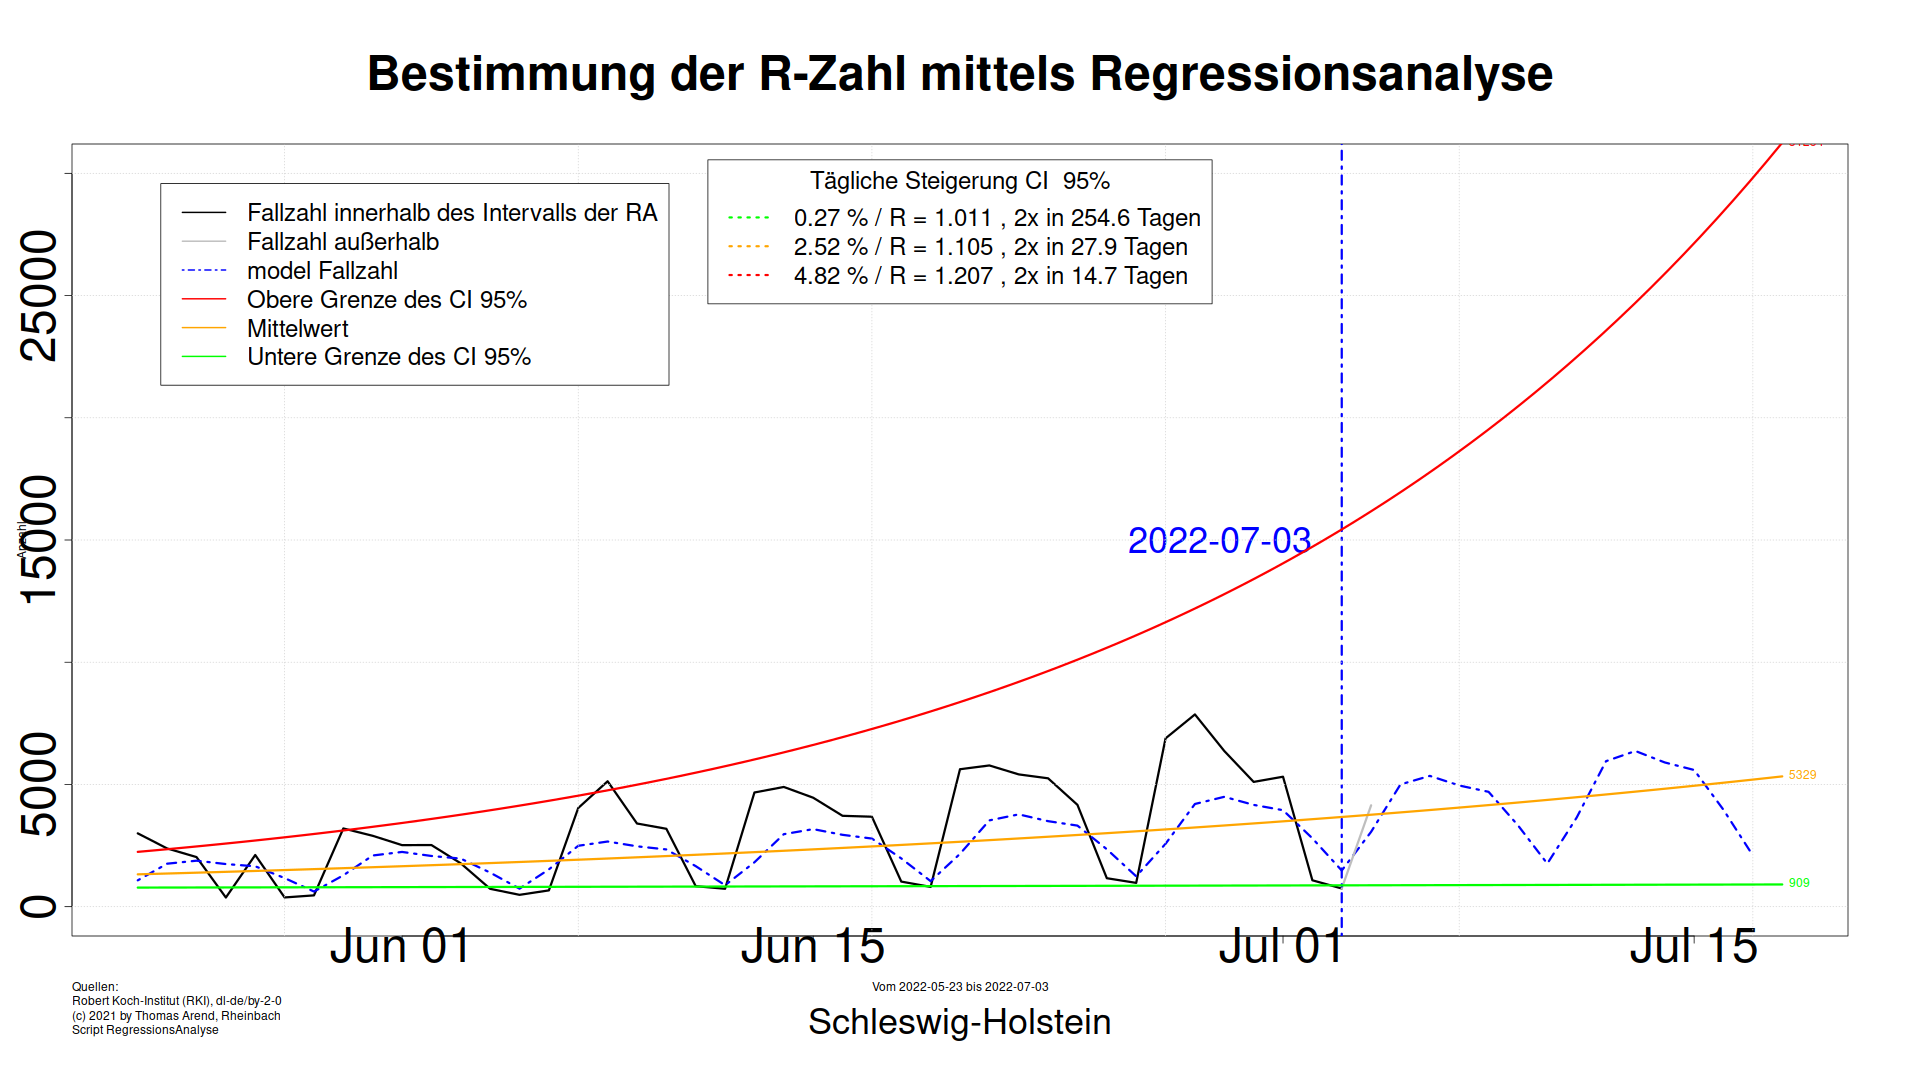 Bestimmung der R-Zahl mittels Regressionsanalyse
Fallzahl innerhalb des Intervalls der RA
Fallzahl außerhalb
model Fallzahl
Obere Grenze des CI 95%
Mittelwert
Untere Grenze des CI 95%
Tägliche Steigerung CI 95%
0.27 % / R = 1.011 , 2x in 254.6 Tagen
2.52 % / R = 1.105 , 2x in 27.9 Tagen
4.82 % / R = 1.207 , 2x in 14.7 Tagen
25000
15000
5000
0
Anzahl
2022-07-03
5329
909
Jun 01
Jun 15
Jul 01
Jul 15
Quellen:
Robert Koch-Institut (RKI), dl-de/by-2-0
(c) 2021 by Thomas Arend, Rheinbach
Script RegressionsAnalyse
Vom 2022-05-23 bis 2022-07-03
Schleswig-Holstein